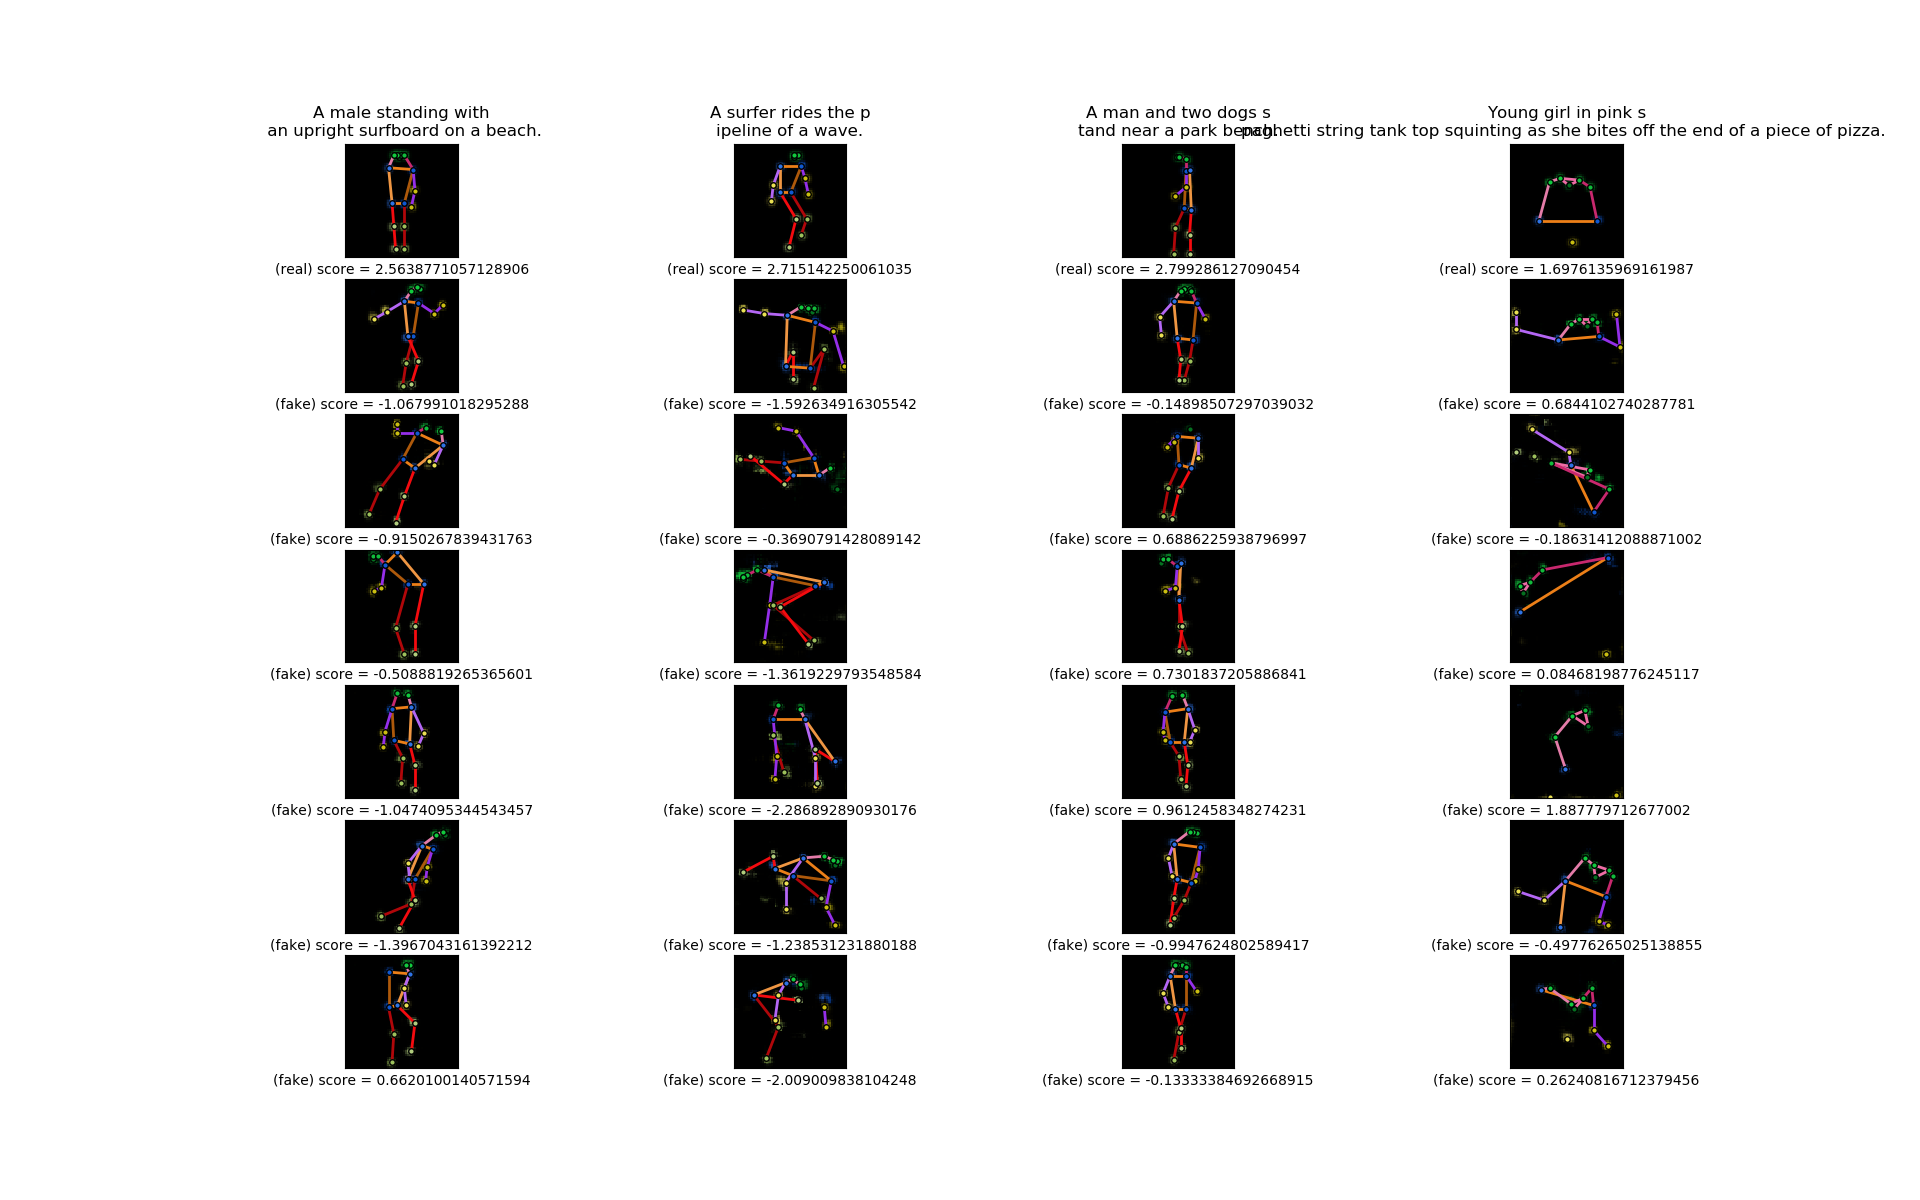 A male standing with
an upright surfboard on a beach.
A surfer rides the p
ipeline of a wave.
A man and two dogs s
tand near a park bench.
Young girl in pink s
paghetti string tank top squinting as she bites off the end of a piece of pizza.
(real) score = 2.5638771057128906
(real) score = 2.715142250061035
(real) score = 2.799286127090454
(real) score = 1.6976135969161987
(fake) score = -1.067991018295288
(fake) score = -1.592634916305542
(fake) score = -0.14898507297039032
(fake) score = 0.6844102740287781
(fake) score = -0.9150267839431763
(fake) score = -0.3690791428089142
(fake) score = 0.6886225938796997
(fake) score = -0.18631412088871002
(fake) score = -0.5088819265365601
(fake) score = -1.3619229793548584
(fake) score = 0.7301837205886841
(fake) score = 0.08468198776245117
(fake) score = -1.0474095344543457
(fake) score = -2.286892890930176
(fake) score = 0.9612458348274231
(fake) score = 1.887779712677002
(fake) score = -1.3967043161392212
(fake) score = -1.238531231880188
(fake) score = -0.9947624802589417
(fake) score = -0.49776265025138855
(fake) score = 0.6620100140571594
(fake) score = -2.009009838104248
(fake) score = -0.13333384692668915
(fake) score = 0.26240816712379456